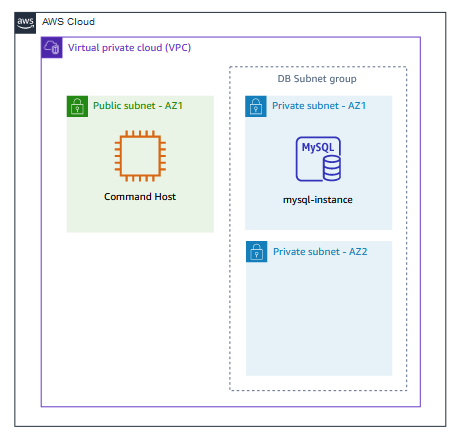 aws
AWS Cloud
Virtual private cloud (VPC)
DB Subnet group
Public subnet - AZ1
Private subnet - AZ1
MySQL
Command Host
mysql-instance
Private subnet - AZ2